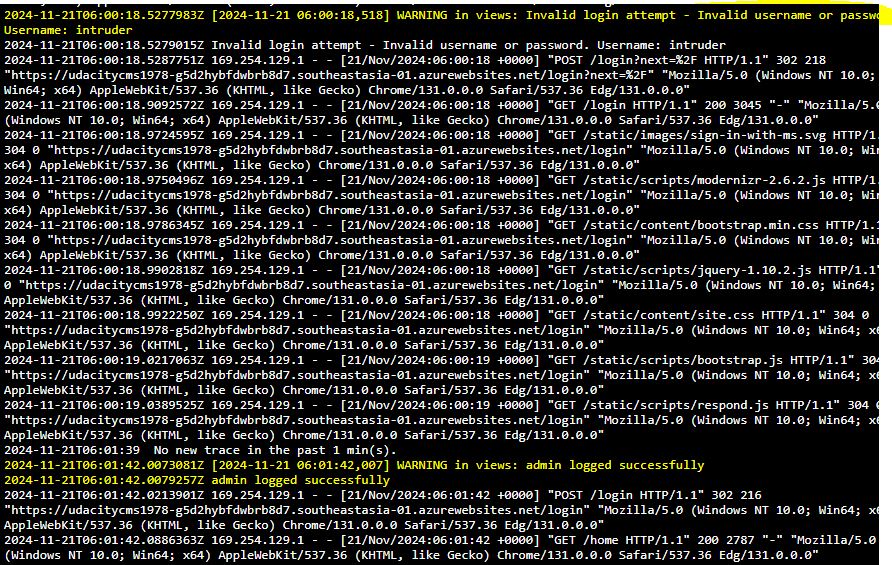 2024-11-21T06:00:18.5277983Z [2024-11-21 06:00:18,518] WARNING in views: Invalid login attempt - Invalid username or
Username: intruder
2024-11-21T06:00:18.5279015Z Invalid login attempt - Invalid username or password. Username: intruder
2024-11-21T06:00:18.5287751Z 169.254.129.1 - - [21/Nov/2024:06:00:18 +0000] "POST /login?next=%2F HTTP/1.1" 302 218
"https://udacitycms1978-g5d2hybfdwbrb8d7.southeastasia-01.azurewebsites.net/login?next=%2F" "Mozilla/5.0 (Windows NT 10.0;
Win64; x64) AppleWebKit/537.36 (KHTML, like Gecko) Chrome/131.0.0.0 Safari/537.36 Edg/131.0.0.0"
2024-11-21T06:00:18.9092572Z 169.254.129.1 - - [21/Nov/2024:06:00:18 +0000] "GET /login HTTP/1.1" 200 3045 "-" "Mozilla/5.0
(Windows NT 10.0; Win64; x64) AppleWebKit/537.36 (KHTML, like Gecko) Chrome/131.0.0.0 Safari/537.36 Edg/131.0.0.0"
2024-11-21T06:00:18.9724595Z 169.254.129.1 - - [21/Nov/2024:06:00:18 +0000] "GET /static/images/sign-in-with-ms.svg HTTP/1.
304 0 "https://udacitycms1978-g5d2hybfdwbrb8d7.southeastasia-01.azurewebsites.net/login" "Mozilla/5.0 (Windows NT 10.0;
x64) AppleWebKit/537.36 (KHTML, like Gecko) Chrome/131.0.0.0 Safari/537.36 Edg/131.0.0.0"
2024-11-21T06:00:18.9750496Z 169.254.129.1 - - [21/Nov/2024:06:00:18 +0000] "GET /static/scripts/modernizr-2.6.2.js HTTP/1.
304 0 "https://udacitycms1978-g5d2hybfdwbrb8d7.southeastasia-01.azurewebsites.net/login" "Mozilla/5.0 (Windows NT 10.0;
x64) AppleWebKit/537.36 (KHTML, like Gecko) Chrome/131.0.0.0 Safari/537.36 Edg/131.0.0.0"
2024-11-21T06:00:18.9786345Z 169.254.129.1 - - [21/Nov/2024:06:00:18 +0000] "GET /static/content/bootstrap.min.css HTTP/1.1
304 0 "https://udacitycms1978-g5d2hybfdwbrb8d7.southeastasia-01.azurewebsites.net/login" "Mozilla/5.0 (Windows NT 10.0;
x64) AppleWebKit/537.36 (KHTML, like Gecko) Chrome/131.0.0.0 Safari/537.36 Edg/131.0.0.0"
2024-11-21T06:00:18.9902818Z 169.254.129.1 - - [21/Nov/2024:06:00:18 +0000] "GET /static/scripts/jquery-1.10.2.js HTTP/1.1"
0 "https://udacitycms1978-g5d2hybfdwbrb8d7.southeastasia-01.azurewebsites.net/login" "Mozilla/5.0 (Windows NT 10.0; Win64;
AppleWebKit/537.36 (KHTML, like Gecko) Chrome/131.0.0.0 Safari/537.36 Edg/131.0.0.0"
2024-11-21T06:00:18.9922250Z 169.254.129.1 - - [21/Nov/2024:06:00:18 +0000] "GET /static/content/site.css HTTP/1.1" 304 0
"https://udacitycms1978-g5d2hybfdwbrb8d7.southeastasia-01.azurewebsites.net/login" "Mozilla/5.0 (Windows NT 10.0; Win64;
AppleWebKit/537.36 (KHTML, like Gecko) Chrome/131.0.0.0 Safari/537.36 Edg/131.0.0.0"
2024-11-21T06:00:19.0217063Z 169.254.129.1 - - [21/Nov/2024:06:00:19 +0000] "GET /static/scripts/bootstrap.js HTTP/1.1" 304
"https://udacitycms1978-g5d2hybfdwbrb8d7.southeastasia-01.azurewebsites.net/login" "Mozilla/5.0 (Windows NT 10.0; Win64;
AppleWebKit/537.36 (KHTML, like Gecko) Chrome/131.0.0.0 Safari/537.36 Edg/131.0.0.0"
2024-11-21T06:00:19.0389525Z 169.254.129.1 - - [21/Nov/2024:06:00:19 +0000] "GET /static/scripts/respond.js HTTP/1.1" 304
"https://udacitycms1978-g5d2hybfdwbrb8d7.southeastasia-01.azurewebsites.net/login" "Mozilla/5.0 (Windows NT 10.0; Win64;
AppleWebKit/537.36 (KHTML, like Gecko) Chrome/131.0.0.0 Safari/537.36 Edg/131.0.0.0"
2024-11-21T06:01:39 No new trace in the past 1 min(s).
2024-11-21T06:01:42.0073081Z [2024-11-21 06:01:42,007] WARNING in views: admin logged successfully
2024-11-21T06:01:42.0079257Z admin logged successfully
2024-11-21T06:01:42.0213901Z 169.254.129.1 - - [21/Nov/2024:06:01:42 +0000] "POST /login HTTP/1.1" 302 216
"https://udacitycms1978-g5d2hybfdwbrb8d7.southeastasia-01.azurewebsites.net/login" "Mozilla/5.0 (Windows NT 10.0; Win64;
AppleWebKit/537.36 (KHTML, like Gecko) Chrome/131.0.0.0 Safari/537.36 Edg/131.0.0.0"
2024-11-21T06:01:42.0886363Z 169.254.129.1 - - [21/Nov/2024:06:01:42 +0000] "GET /home HTTP/1.1" 200 2787 "-" "Mozilla/5.0
(Windows NT 10.0; Win64; x64) AppleWebKit/537.36 (KHTML, like Gecko) Chrome/131.0.0.0 Safari/537.36 Edg/131.0.0.0"